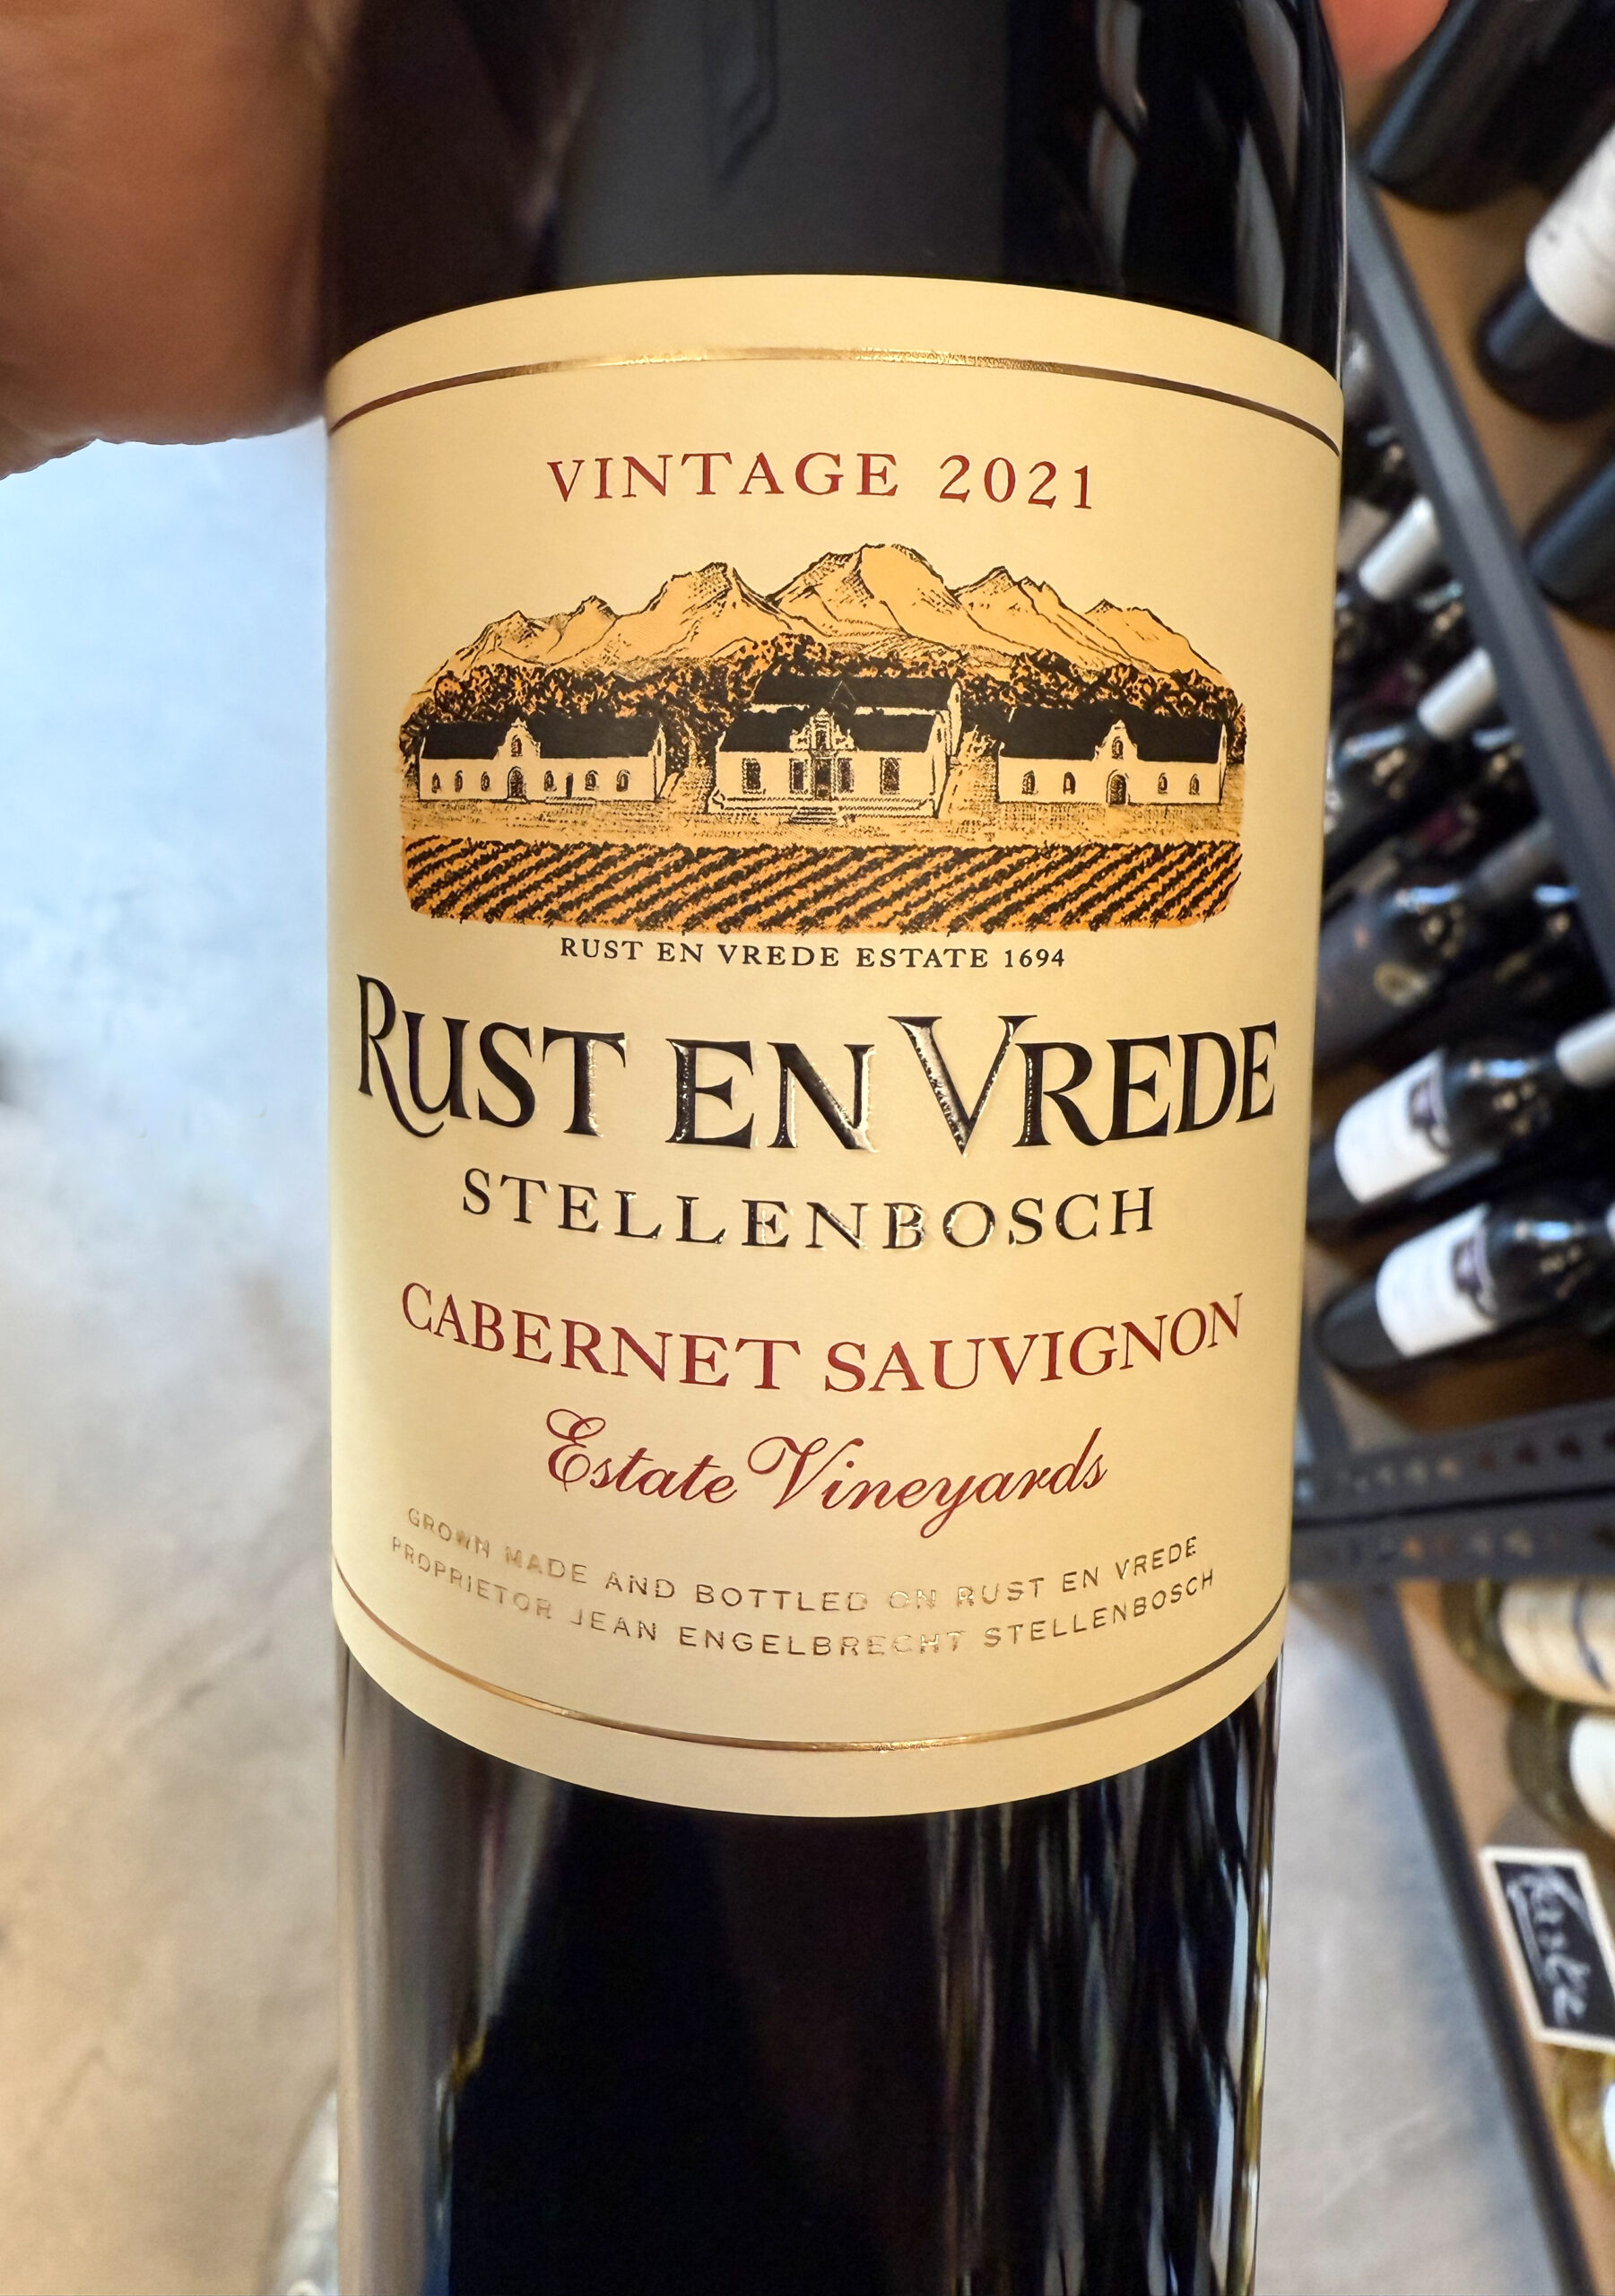 VINTAGE 2021
RUST EN VREDE ESTATE 1694
RUST EN VREDE
STELLENBOSCH
CABERNET SAUVIGNON
Estate Vineyards
GROWN MADE AND BOTTLED ON RUST EN VREDE
PROPRIETOR JEAN ENGELBRECHT STELLENBOSCH